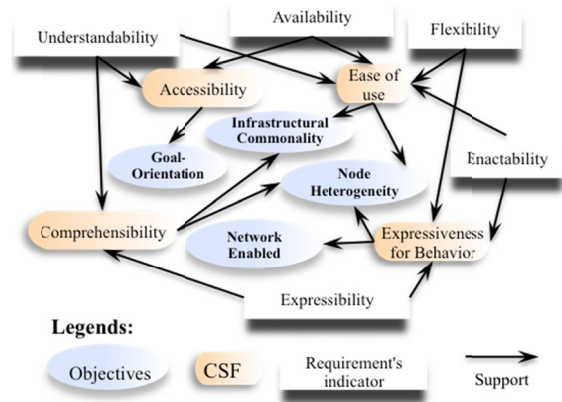 Availability
Understandability
Flexibility
Accessibility
Ease of
use
Infrastructural
Commonality
Goal-
Orientation
Node
Heterogeneity
Enactability
Comprehensibility
Network
Enabled
Expressiveness
for Behavior
Expressibility
Legends:
Objectives
CSF
Requirement's
indicator
Support